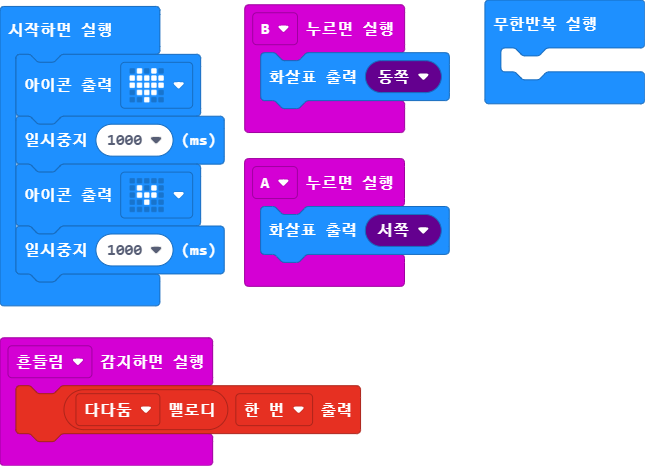 시작하면 실행
아이콘 출력
일시중지 1000 (ms)
아이콘 출력
일시중지 1000 (ms)
B 누르면 실행
화살표 출력 동쪽
A 누르면 실행
화살표 출력 서쪽
무한반복 실행
흔들림 감지하면 실행
다다둠 멜로디 한 번 출력